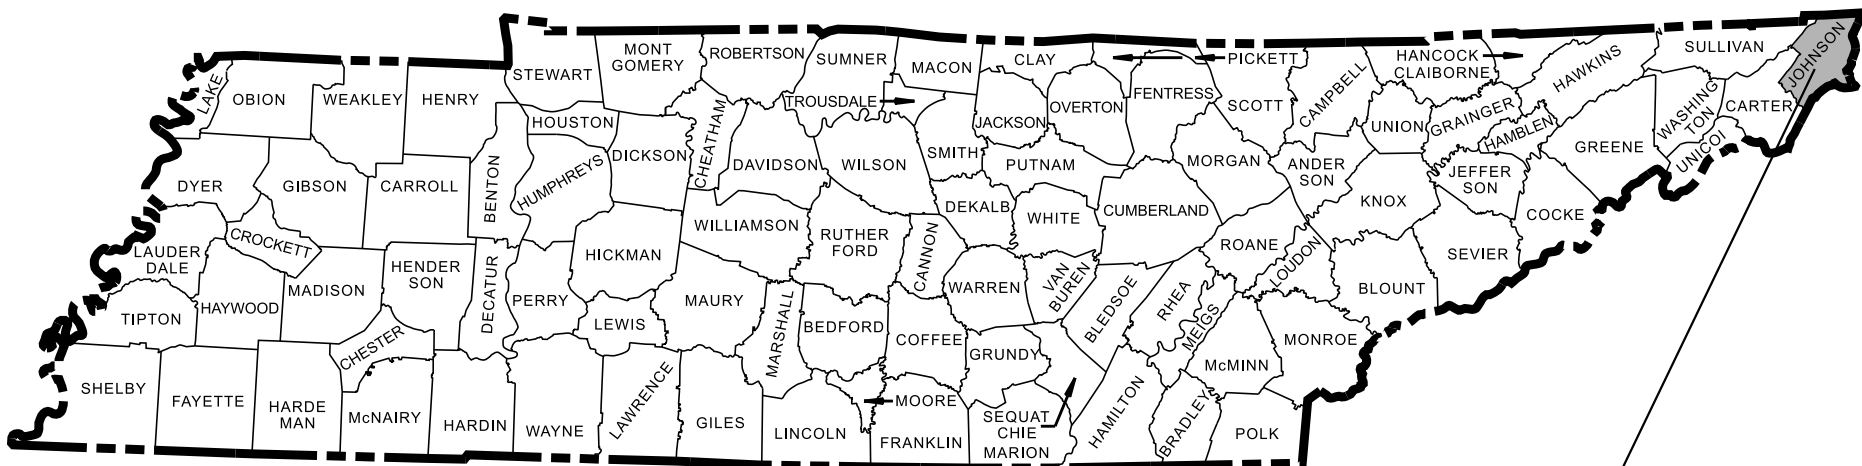 LAKE
OBION
WEAKLEY
HENRY
STEWART
MONT
GOMERY
ROBERTSON
SUMNER
MACON
CLAY
PICKETT
HANCOCK
CLAIBORNE
HAWKINS
SULLIVAN
JOHNSON
TROUSDALE
JACKSON
OVERTON
FENTRESS
SCOTT
CAMPBELL
UNION
GRAINGER
HAMBLEN
WASHING
TON
CARTER
UNICOI
GREENE
HOUSTON
DICKSON
CHEATHAM
DAVIDSON
WILSON
SMITH
PUTNAM
MORGAN
ANDER
SON
JEFFER
SON
KNOX
COCKE
DYER
GIBSON
CARROLL
BENTON
HUMPHREYS
WILLIAMSON
RUTHER
FORD
CANNON
DEKALB
WHITE
CUMBERLAND
ROANE
LOUDON
SEVIER
BLOUNT
LAUDER
DALE
CROCKETT
HAYWOOD
MADISON
HENDER
SON
DECATUR
PERRY
HICKMAN
LEWIS
MAURY
MARSHALL
BEDFORD
COFFEE
WARREN
VAN
BUREN
BLEDSOE
RHEA
MEIGS
McMINN
MONROE
TIPTON
CHESTER
GRUNDY
SHELBY
FAYETTE
HARDE
MAN
McNAIRY
HARDIN
WAYNE
LAWRENCE
GILES
LINCOLN
MOORE
FRANKLIN
SEQUAT
CHIE
MARION
HAMILTON
BRADLEY
POLK